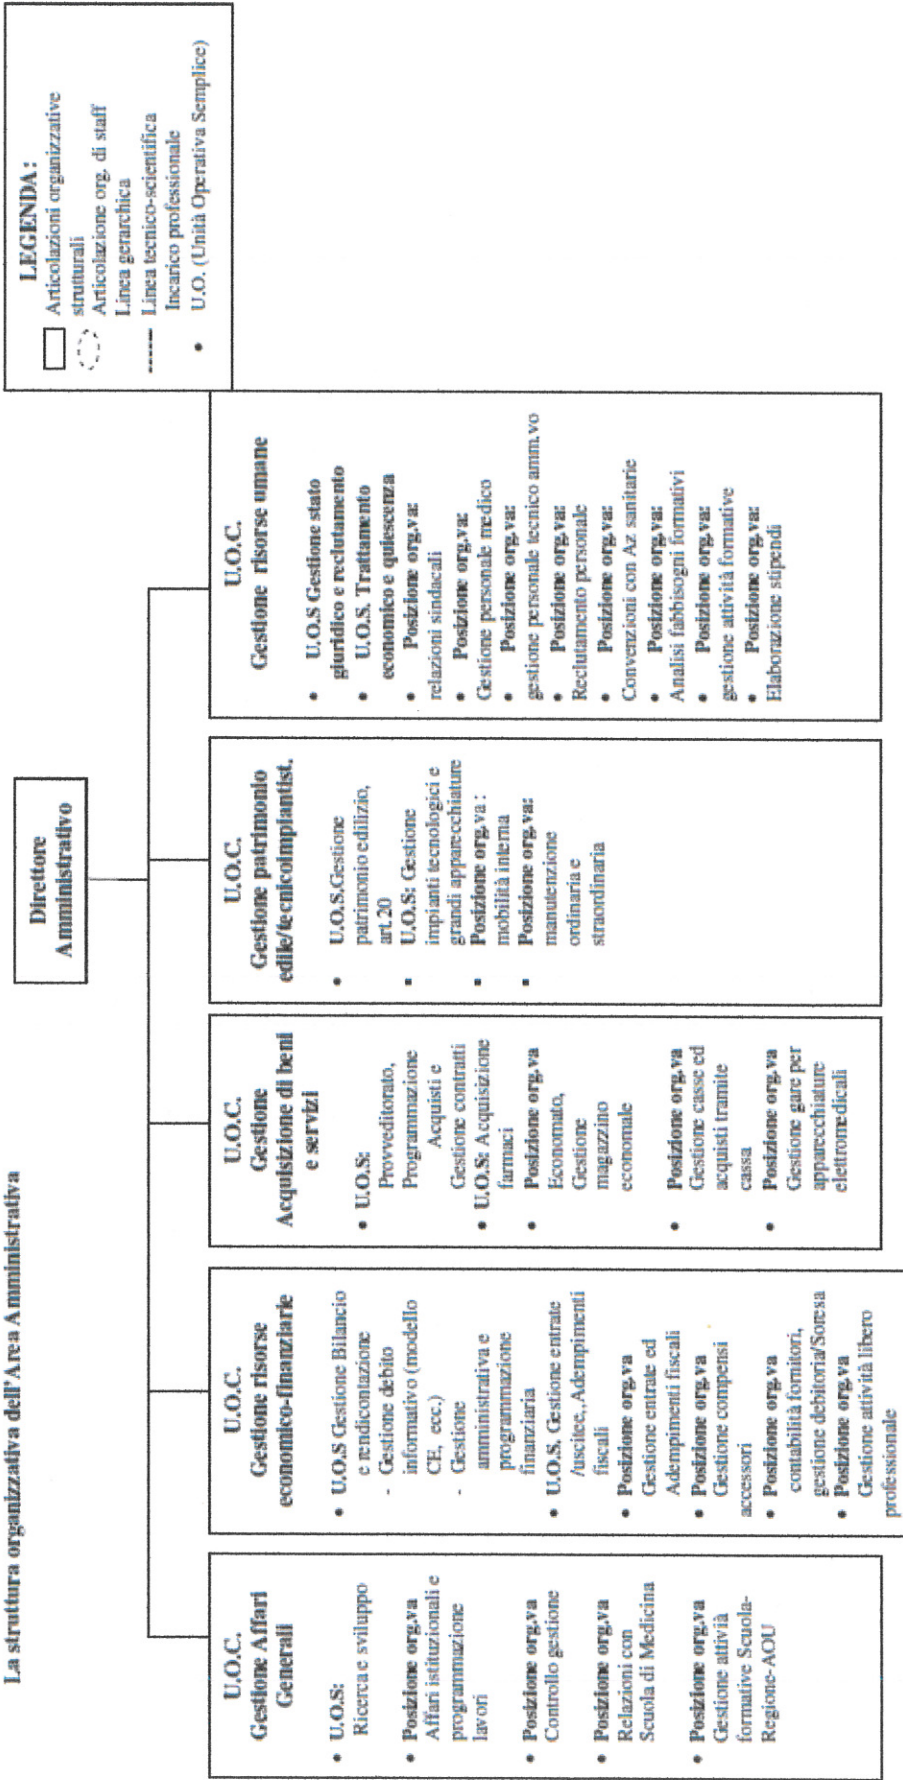 La struttura organizzativa dell'Area Amministrativa
Direttore
Amministrativo
LEGENDA:
Articolazioni organizzative
strutturali
Articolazione org. di staff
Linea gerarchica
Linea tecnico-scientifica
Incarico professionale
• U.O. (Unità Operativa Semplice)
U.O.C.
Gestione Affari
Generali
• U.O.S:
Ricerca e sviluppo
• Posizione org.va
Affari istituzionali e
programmazione
lavori
• Posizione org.va
Controllo gestione
• Posizione org.va
Relazioni con
Scuola di Medicina
• Posizione org.va
Gestione attivià
formative Scuola-
Regione-AOU
U.O.C.
Gestione risorse
economico-finanziarie
• U.O.S Gestione Bilancio
e rendicontazione
- Gestione debito
informativo (modello
CE, ecc.)
- Gestione
amministrativa e
programmazione
finanziaria
• U.O.S. Gestione entrate
/uscitee,,Adempimenti
fiscali
• Posizione org.va
Gestione entrate ed
Adempimenti fiscali
• Posizione org.va
Gestione compensi
accessori
• Posizione org.va
contabilità fornitori,
gestione debitoria/Soresa
• Posizione org.va
Gestione attività libero
professionale
U.O.C.
Gestione
Acquisizione di beni
e servizi
• U.O.S:
Provveditorato,
Programmazione
Acquisti e
Gestione contratti
• U.O.S: Acquisizione
farmaci
• Posizione org.va
Economato,
Gestione
magazzino
economale
• Posizione org.va
Gestione casse ed
acquisti tramite
cassa
• Posizione org.va
Gestione gare per
apparecchiature
elettromedicali
U.O.C.
Gestione patrimonio
edile/tecnicoimpiantist.
• U.O.S.Gestione
patrimonio edilizio,
art.20
▪ U.O.S: Gestione
impianti tecnologici e
grandi apparecchiature
▪ Posizione org.va :
mobilità interna
▪ Posizione org.va:
manutenzione
ordinaria e
straordinaria
U.O.C.
Gestione risorse umane
• U.O.S Gestione stato
giuridico e reclutamento
• U.O.S. Trattamento
economico e quiescenza
• Posizione org.va:
relazioni sindacali
• Posizione org.va:
Gestione personale medico
• Posizione org.va:
gestione personale tecnico amm.vo
• Posizione org.va:
Reclutamento personale
• Posizione org.va:
Convenzioni con Az sanitarie
• Posizione org.va:
Analisi fabbisogni formativi
• Posizione org.va:
gestione attività formative
• Posizione org.va:
Elaborazione stipendi